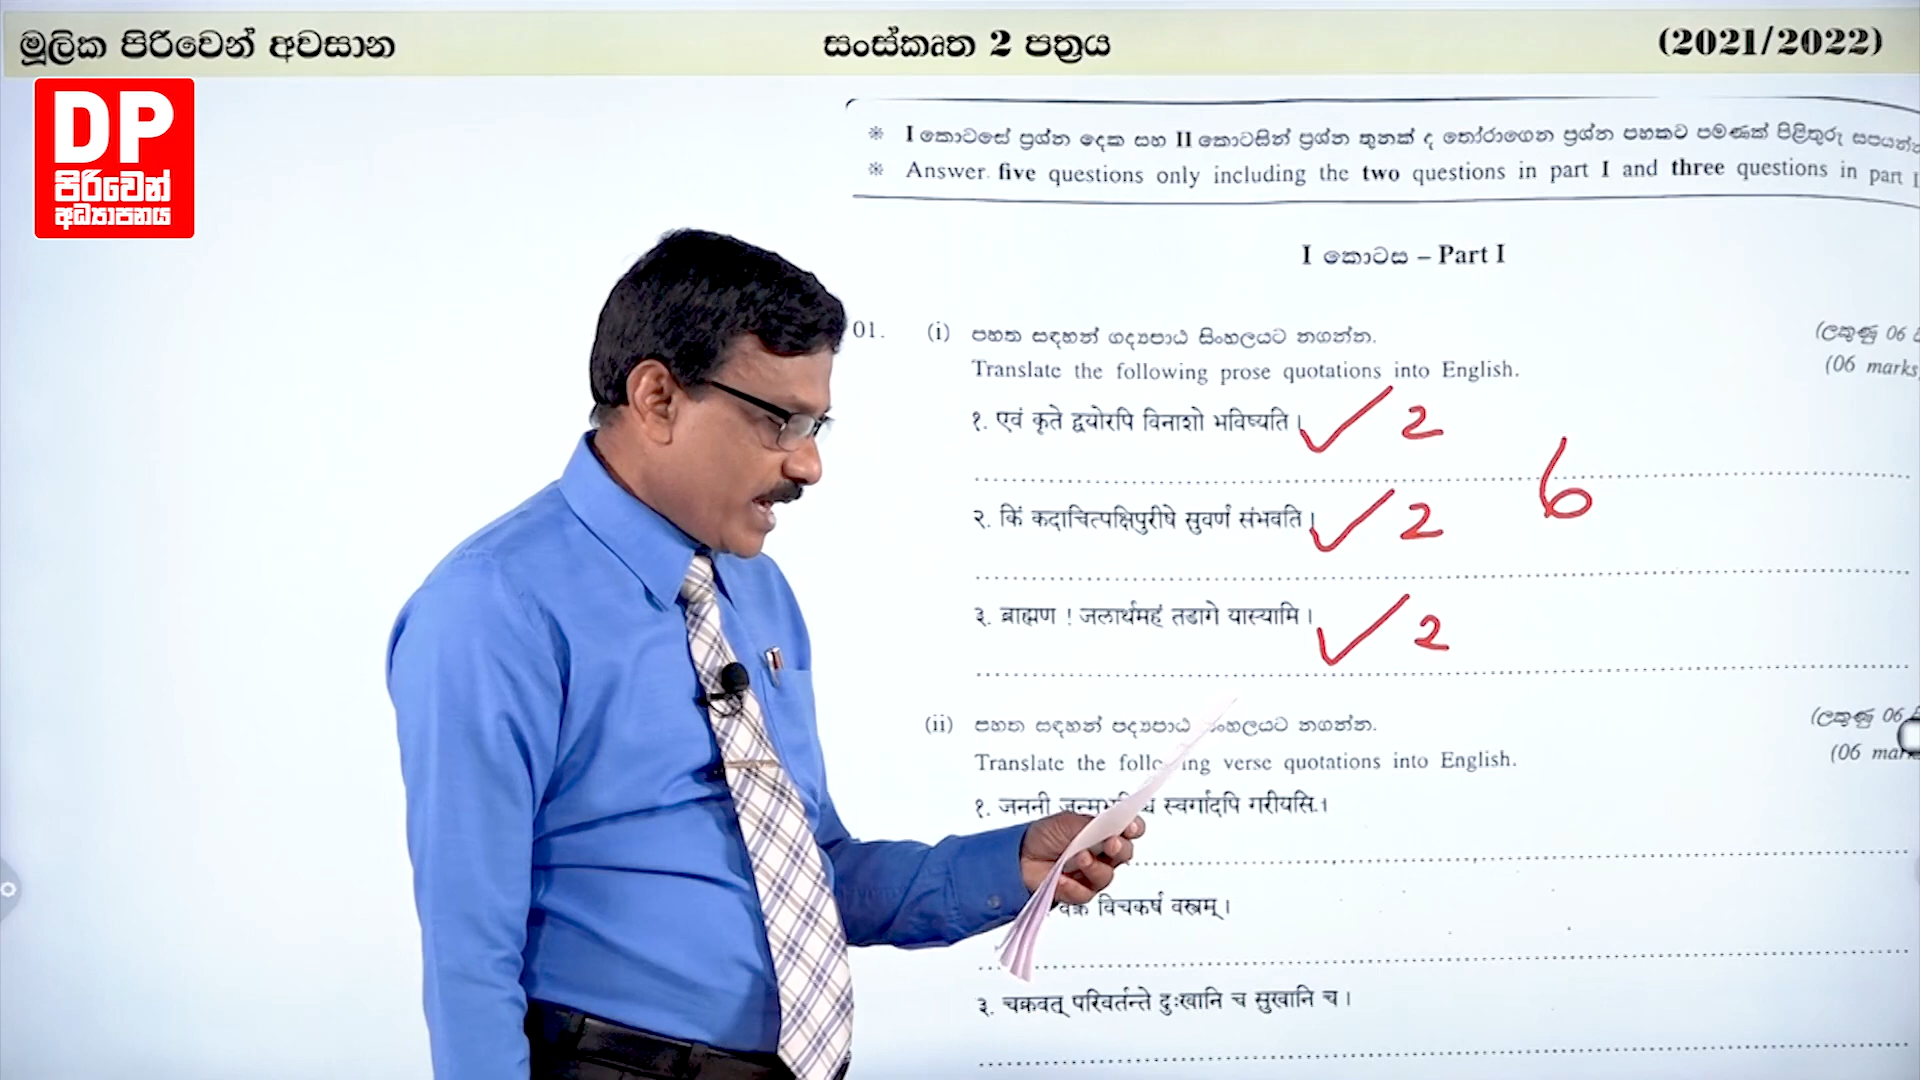 මූලික පිරිවෙන් අවසාන
සංස්කෘත 2 පත්‍රය
(2021/2022)
DP
පිරිවෙන්
අධ්‍යාපනය
※ I කොටසේ ප්‍රශ්න දෙක සහ II කොටසින් ප්‍රශ්න තුනක් ද තෝරාගෙන ප්‍රශ්න පහකට පමණක් පිළිතුරු
※ Answer five questions only including the two questions in part I and three questions in part
I කොටස – Part I
01. (i) පහත සඳහන් ගද්‍යපාඨ සිංහලයට නගන්න. (ලකුණු 06
Translate the following prose quotations into English. (06 marks
१. एवं कृते द्वयोरपि विनाशो भविष्यति । ✓ 2
२. किं कदाचित्पक्षिपुरीषे सुवर्णं संभवति । ✓ 2
6
३. ब्राह्मण ! जलार्थमहं तडागे यास्यामि । ✓ 2
(ii) පහත සඳහන් පද්‍යපාඨ නගන්න. (ලකුණු 06
Translate the verse quotations into English. (06
१. जननी स्वर्गादपि गरीयसि ।
विचकर्ष वस्त्रम् ।
३. चक्रवत् परिवर्तन्ते दुःखानि च सुखानि च ।